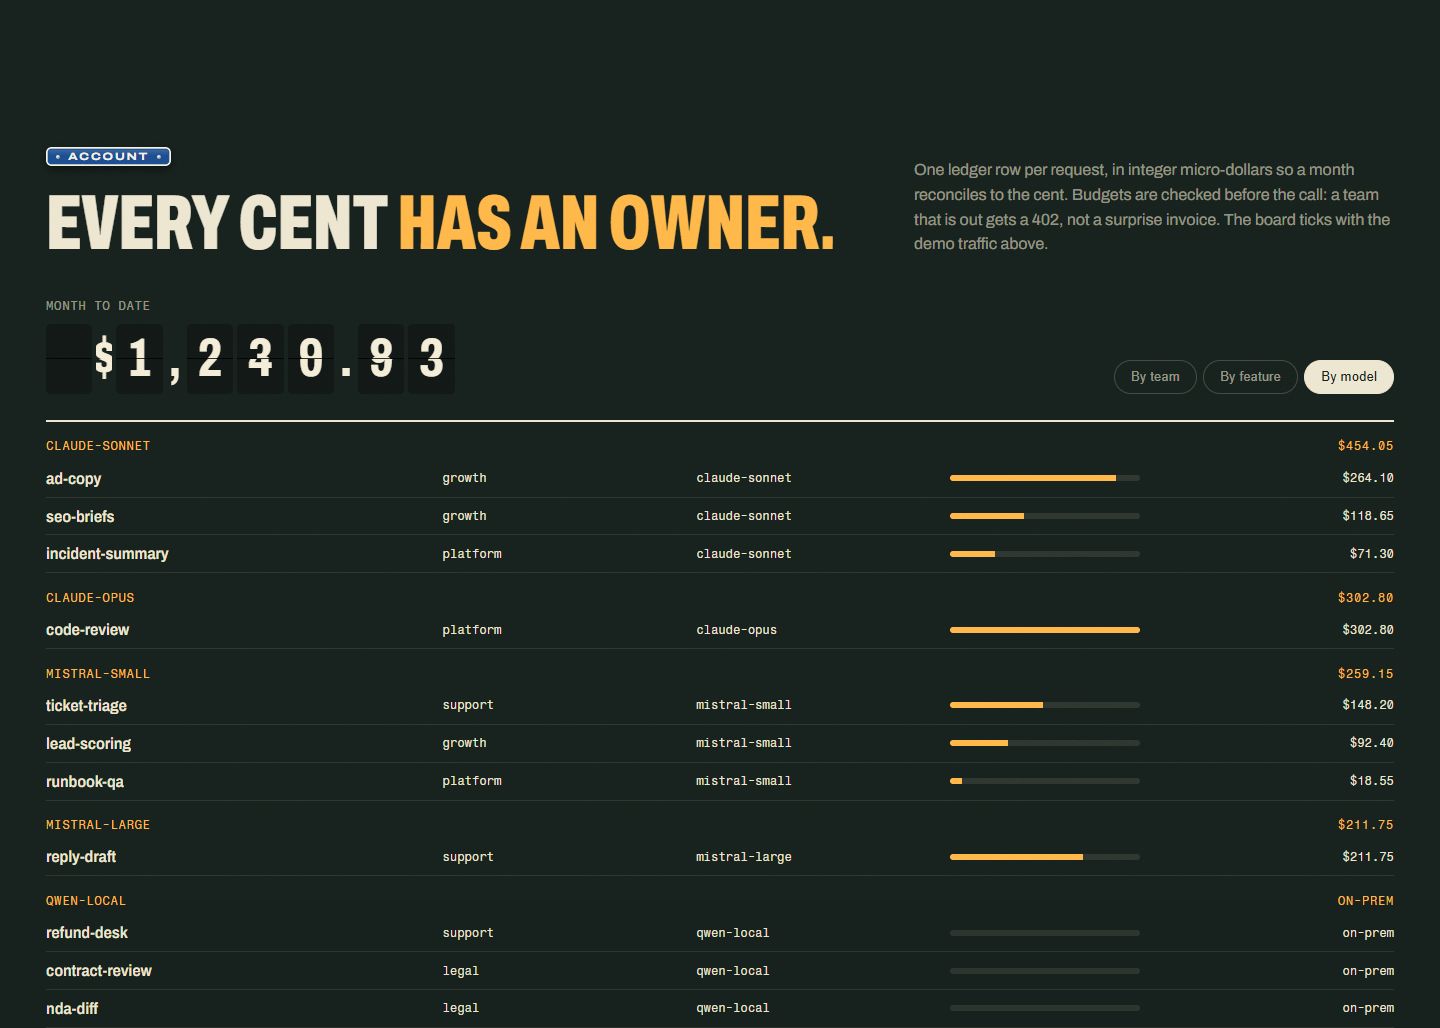 ACCOUNT
EVERY CENT HAS AN OWNER.
One ledger row per request, in integer micro-dollars so a month
reconciles to the cent. Budgets are checked before the call: a team
that is out gets a 402, not a surprise invoice. The board ticks with the
demo traffic above.
MONTH TO DATE
By team By feature By model
CLAUDE-SONNET $454.05
ad-copy growth claude-sonnet $264.10
seo-briefs growth claude-sonnet $118.65
incident-summary platform claude-sonnet $71.30
CLAUDE-OPUS $302.80
code-review platform claude-opus $302.80
MISTRAL-SMALL $259.15
ticket-triage support mistral-small $148.20
lead-scoring growth mistral-small $92.40
runbook-qa platform mistral-small $18.55
MISTRAL-LARGE $211.75
reply-draft support mistral-large $211.75
QWEN-LOCAL ON-PREM
refund-desk support qwen-local on-prem
contract-review legal qwen-local on-prem
nda-diff legal qwen-local on-prem